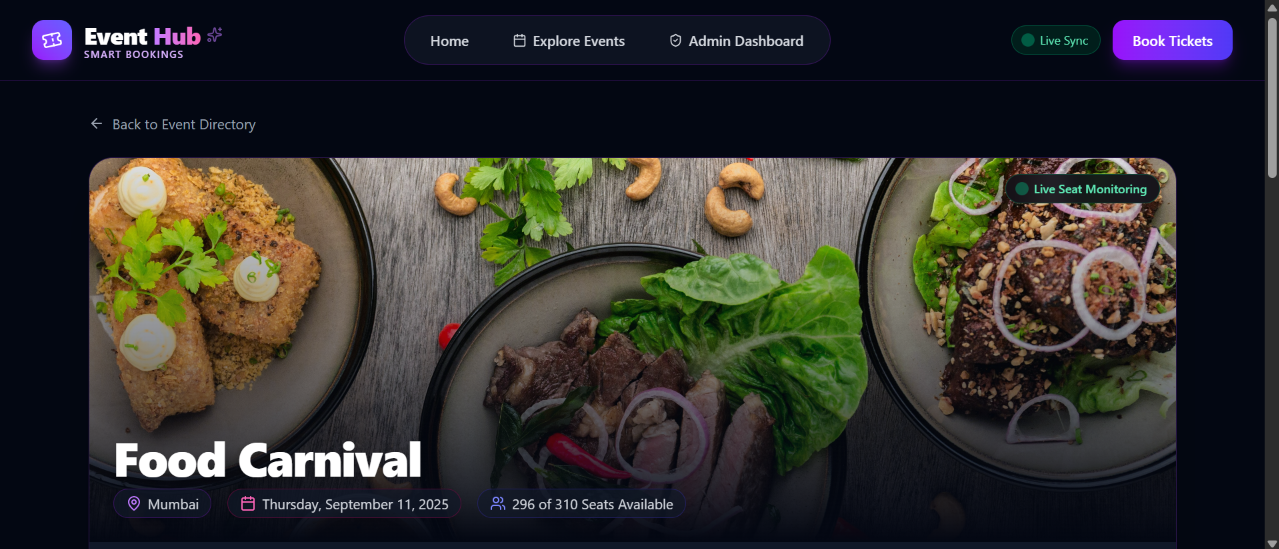 Event Hub
SMART BOOKINGS
Home
Explore Events
Admin Dashboard
Live Sync
Book Tickets
Back to Event Directory
Live Seat Monitoring
Food Carnival
Mumbai
Thursday, September 11, 2025
296 of 310 Seats Available